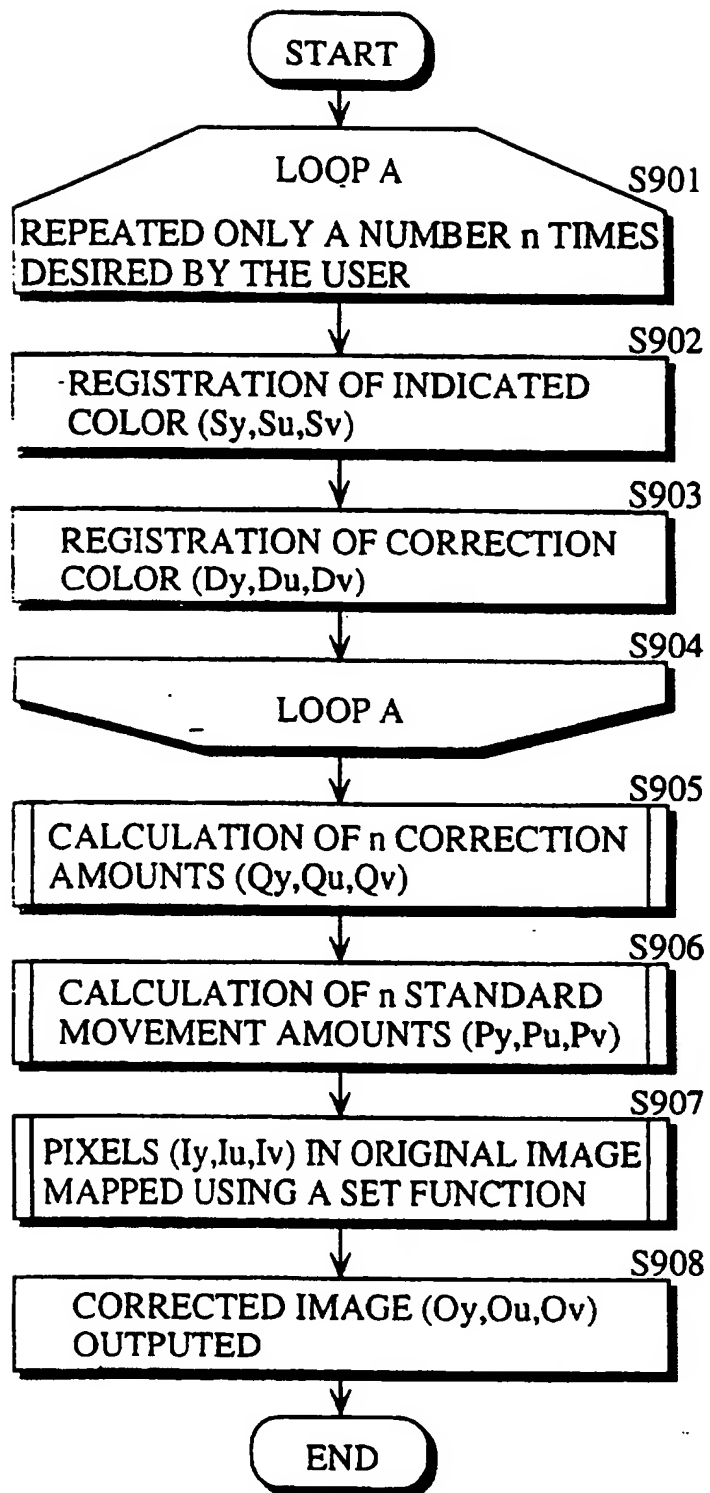 START
LOOP A
S901
REPEATED ONLY A NUMBER n TIMES
DESIRED BY THE USER
S902
REGISTRATION OF INDICATED
COLOR (Sy,Su,Sv)
S903
REGISTRATION OF CORRECTION
COLOR (Dy,Du,Dv)
S904
LOOP A
S905
CALCULATION OF n CORRECTION
AMOUNTS (Qy,Qu,Qv)
S906
CALCULATION OF n STANDARD
MOVEMENT AMOUNTS (Py,Pu,Pv)
S907
PIXELS (Iy,Iu,Iv) IN ORIGINAL IMAGE
MAPPED USING A SET FUNCTION
S908
CORRECTED IMAGE (Oy,Ou,Ov)
OUTPUTED
END